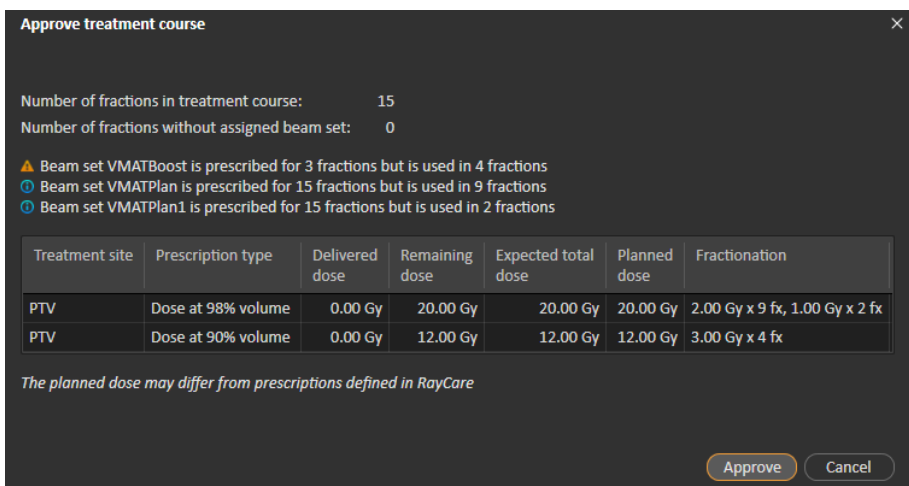 Approve treatment course
Number of fractions in treatment course: 15
Number of fractions without assigned beam set: 0
Beam set VMATBoost is prescribed for 3 fractions but is used in 4 fractions
Beam set VMATPlan is prescribed for 15 fractions but is used in 9 fractions
Beam set VMATPlan1 is prescribed for 15 fractions but is used in 2 fractions
Treatment site Prescription type Delivered dose Remaining dose Expected total dose Planned dose Fractionation
PTV Dose at 98% volume 0.00 Gy 20.00 Gy 20.00 Gy 20.00 Gy 2.00 Gy x 9 fx, 1.00 Gy x 2 fx
PTV Dose at 90% volume 0.00 Gy 12.00 Gy 12.00 Gy 12.00 Gy 3.00 Gy x 4 fx
The planned dose may differ from prescriptions defined in RayCare
Approve Cancel